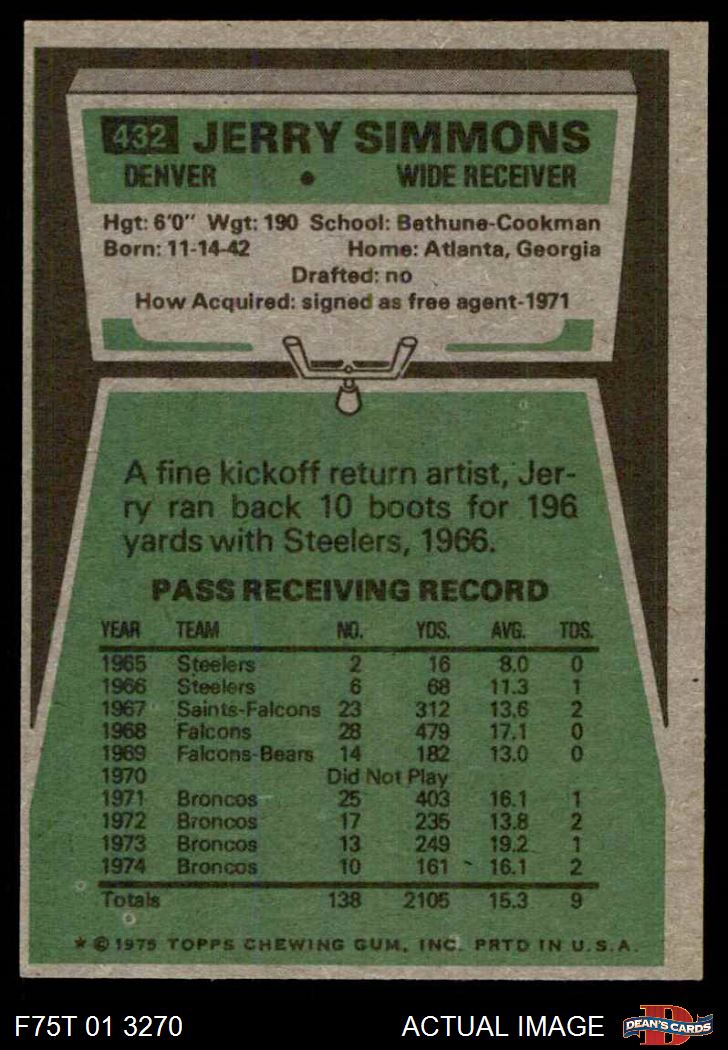 432 JERRY SIMMONS
DENVER • WIDE RECEIVER
Hgt: 6'0" Wgt: 190 School: Bethune-Cookman
Born: 11-14-42 Home: Atlanta, Georgia
Drafted: no
How Acquired: signed as free agent-1971
A fine kickoff return artist, Jer-
ry ran back 10 boots for 196
yards with Steelers, 1966.
PASS RECEIVING RECORD
YEAR TEAM NO. YDS. AVG. TDS.
1965 Steelers 2 16 8.0 0
1966 Steelers 6 68 11.3 1
1967 Saints-Falcons 23 312 13.6 2
1968 Falcons 28 479 17.1 0
1969 Falcons-Bears 14 182 13.0 0
1970 Did Not Play
1971 Broncos 25 403 16.1 1
1972 Broncos 17 235 13.8 2
1973 Broncos 13 249 19.2 1
1974 Broncos 10 161 16.1 2
Totals 138 2105 15.3 9
* © 1975 TOPPS CHEWING GUM, INC. PRTD IN U.S.A.
F75T 01 3270 ACTUAL IMAGE DEAN'S CARDS